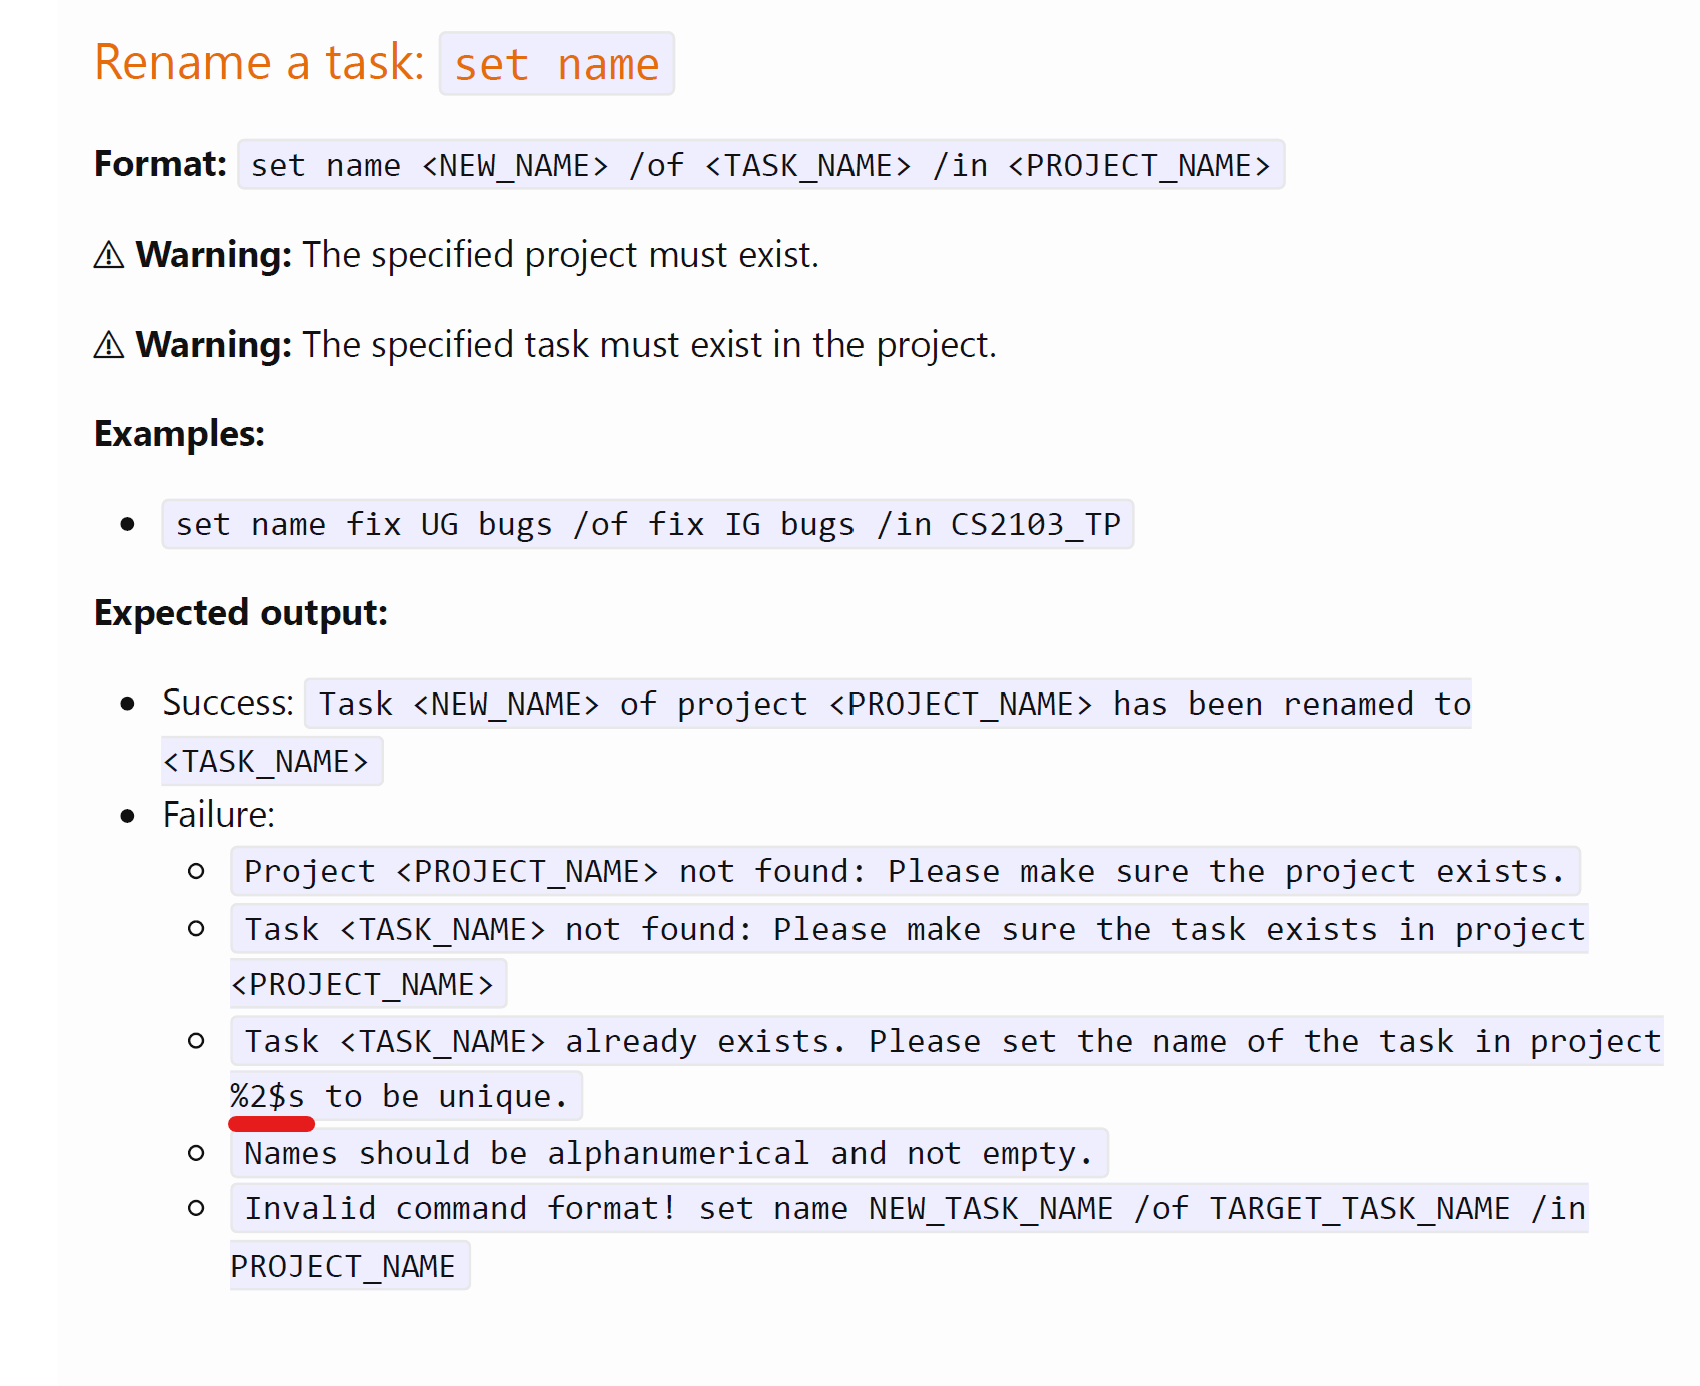 Rename a task: set name
Format: set name <NEW_NAME> /of <TASK_NAME> /in <PROJECT_NAME>
⚠ Warning: The specified project must exist.
⚠ Warning: The specified task must exist in the project.
Examples:
• set name fix UG bugs /of fix IG bugs /in CS2103_TP
Expected output:
• Success: Task <NEW_NAME> of project <PROJECT_NAME> has been renamed to
<TASK_NAME>
• Failure:
○ Project <PROJECT_NAME> not found: Please make sure the project exists.
○ Task <TASK_NAME> not found: Please make sure the task exists in project
<PROJECT_NAME>
○ Task <TASK_NAME> already exists. Please set the name of the task in project
%2$s to be unique.
○ Names should be alphanumerical and not empty.
○ Invalid command format! set name NEW_TASK_NAME /of TARGET_TASK_NAME /in
PROJECT_NAME